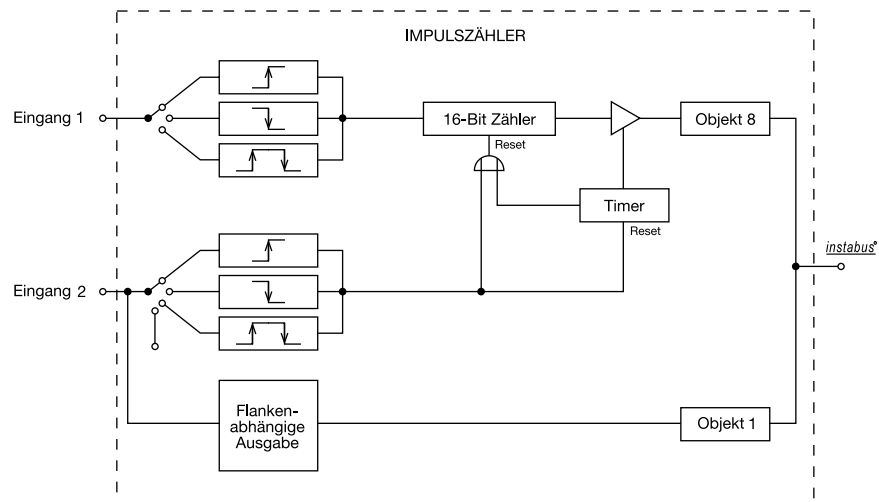 IMPULSZÄHLER
Eingang 1
16-Bit Zähler
Objekt 8
Reset
Timer
Reset
instabus®
Eingang 2
Flanken-
abhängige
Ausgabe
Objekt 1